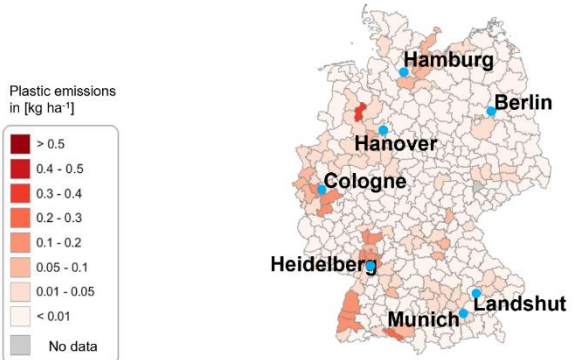 Plastic emissions
in [kg ha⁻¹]
> 0.5
0.4 - 0.5
0.3 - 0.4
0.2 - 0.3
0.1 - 0.2
0.05 - 0.1
0.01 - 0.05
< 0.01
No data
Hamburg
Berlin
Hanover
Cologne
Heidelberg
Landshut
Munich